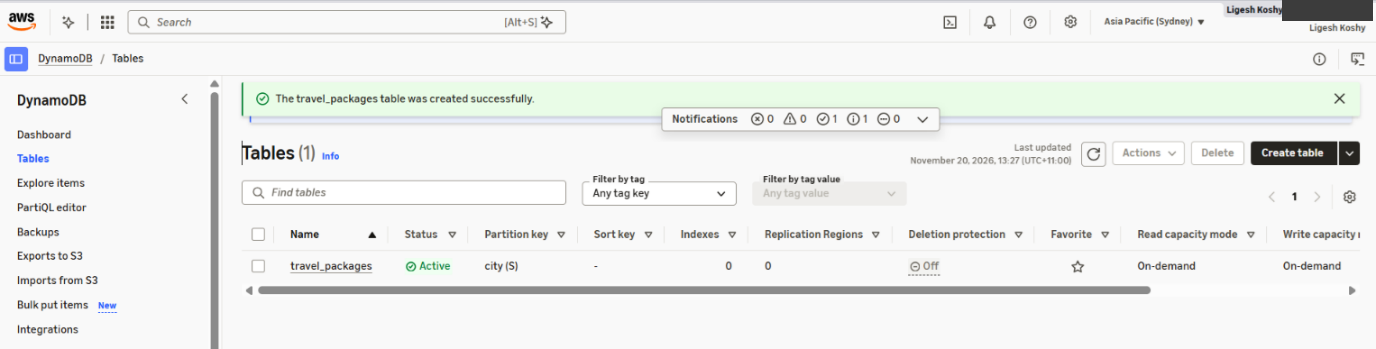 aws
Search [Alt+S]
Asia Pacific (Sydney) ▼
Ligesh Koshy
Ligesh Koshy
DynamoDB / Tables
DynamoDB
Dashboard
Tables
Explore items
PartiQL editor
Backups
Exports to S3
Imports from S3
Bulk put items New
Integrations
The travel_packages table was created successfully.
Notifications 0 0 1 1 0
Tables (1) Info
Last updated
November 20, 2026, 13:27 (UTC+11:00)
Actions
Delete
Create table
Find tables
Filter by tag
Any tag key
Filter by tag value
Any tag value
1
Name Status Partition key Sort key Indexes Replication Regions Deletion protection Favorite Read capacity mode Write capacity
travel_packages Active city (S) - 0 0 Off On-demand On-demand